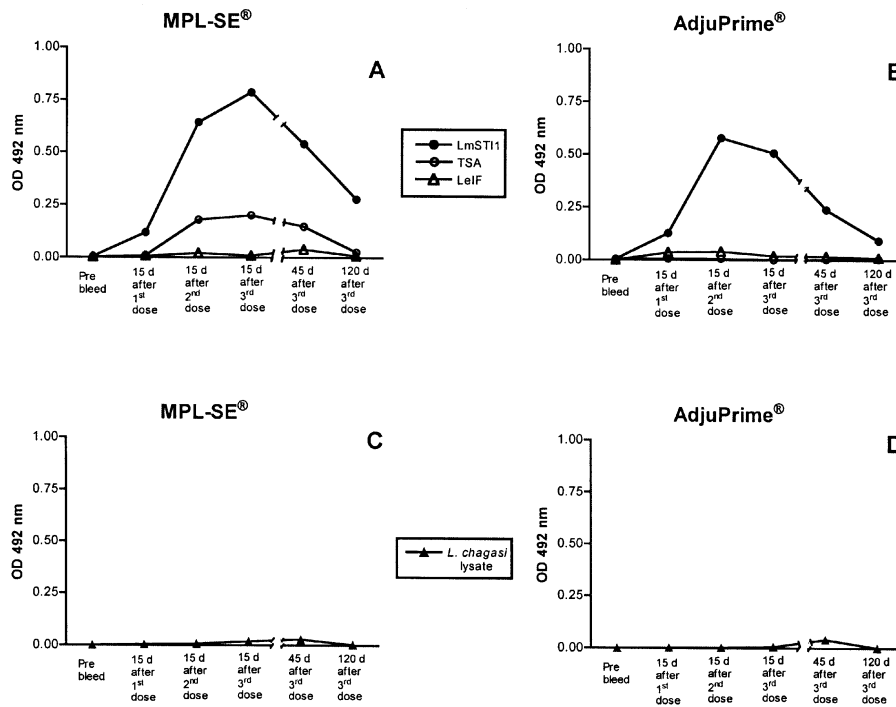 MPL-SE®
AdjuPrime®
1.00
0.75
0.50
0.25
0.00
OD 492 nm
A
Pre bleed
15 d after 1st dose
15 d after 2nd dose
15 d after 3rd dose
45 d after 3rd dose
120 d after 3rd dose
LmSTI1
TSA
LeIF
1.00
0.75
0.50
0.25
0.00
OD 492 nm
Pre bleed
15 d after 1st dose
15 d after 2nd dose
15 d after 3rd dose
45 d after 3rd dose
120 d after 3rd dose
MPL-SE®
AdjuPrime®
1.00
0.75
0.50
0.25
0.00
OD 492 nm
C
Pre bleed
15 d after 1st dose
15 d after 2nd dose
15 d after 3rd dose
45 d after 3rd dose
120 d after 3rd dose
L. chagasi
lysate
1.00
0.75
0.50
0.25
0.00
OD 492 nm
D
Pre bleed
15 d after 1st dose
15 d after 2nd dose
15 d after 3rd dose
45 d after 3rd dose
120 d after 3rd dose